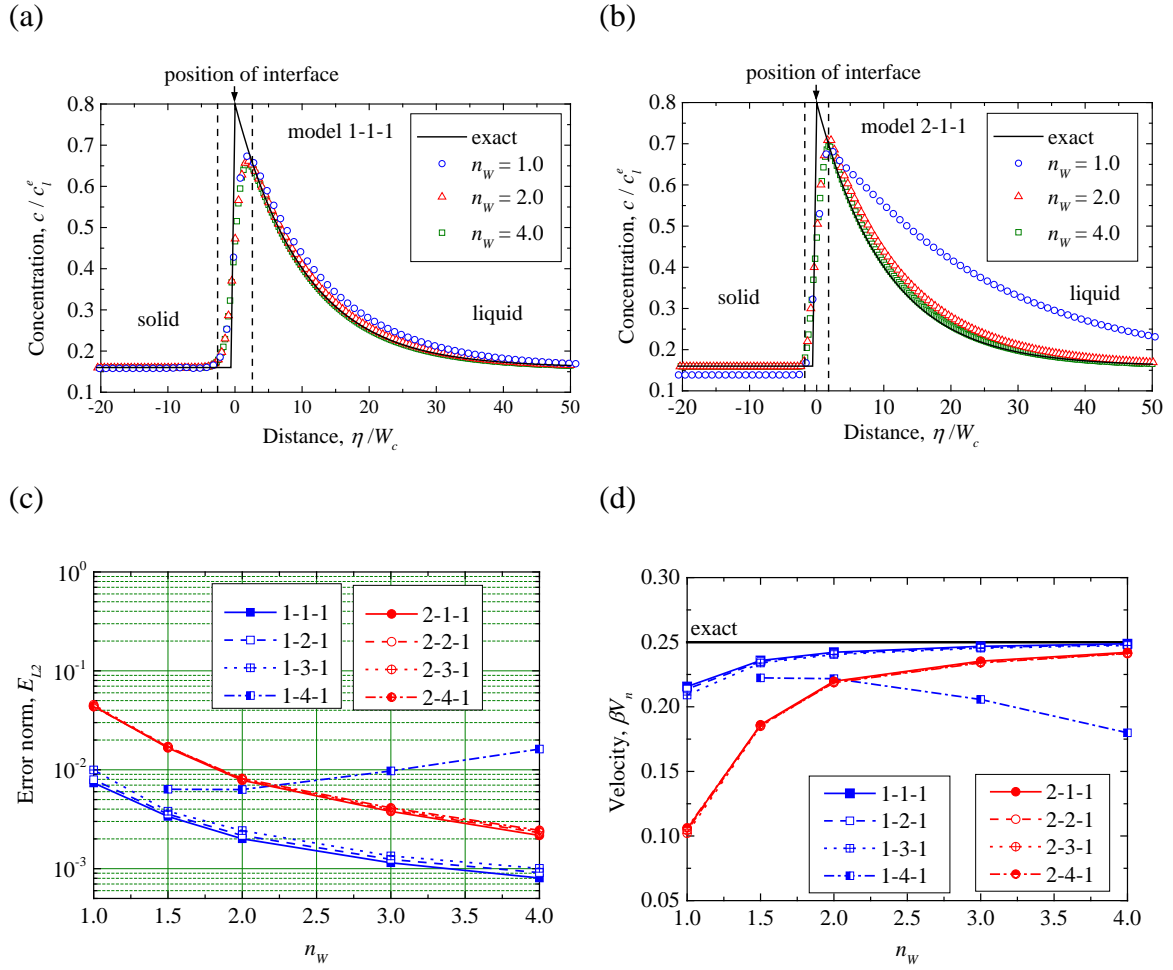 (a)
position of interface
model 1-1-1
exact
n_W = 1.0
n_W = 2.0
n_W = 4.0
solid
liquid
0.8
0.7
0.6
0.5
0.4
0.3
0.2
0.1
-20
-10
0
10
20
30
40
50
Concentration, c / c_l^e
Distance, η /W_c
(b)
position of interface
model 2-1-1
exact
n_W = 1.0
n_W = 2.0
n_W = 4.0
solid
liquid
0.8
0.7
0.6
0.5
0.4
0.3
0.2
0.1
-20
-10
0
10
20
30
40
50
Concentration, c / c_l^e
Distance, η /W_c
(c)
10^0
10^-1
10^-2
10^-3
1-1-1
1-2-1
1-3-1
1-4-1
2-1-1
2-2-1
2-3-1
2-4-1
1.0
1.5
2.0
2.5
3.0
3.5
4.0
Error norm, E_L2
n_W
(d)
0.30
0.25
0.20
0.15
0.10
0.05
exact
1-1-1
1-2-1
1-3-1
1-4-1
2-1-1
2-2-1
2-3-1
2-4-1
1.0
1.5
2.0
2.5
3.0
3.5
4.0
Velocity, βV_n
n_W